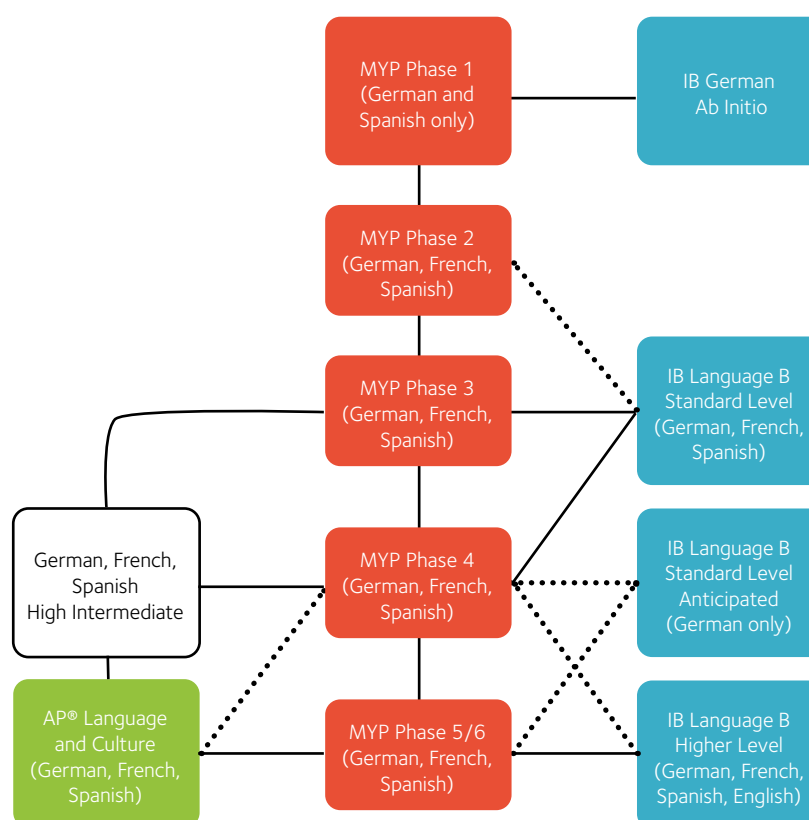 MYP Phase 1
(German and
Spanish only)
IB German
Ab Initio
MYP Phase 2
(German, French,
Spanish)
MYP Phase 3
(German, French,
Spanish)
IB Language B
Standard Level
(German, French,
Spanish)
German, French,
Spanish
High Intermediate
MYP Phase 4
(German, French,
Spanish)
IB Language B
Standard Level
Anticipated
(German only)
AP® Language
and Culture
(German, French,
Spanish)
MYP Phase 5/6
(German, French,
Spanish)
IB Language B
Higher Level
(German, French,
Spanish, English)